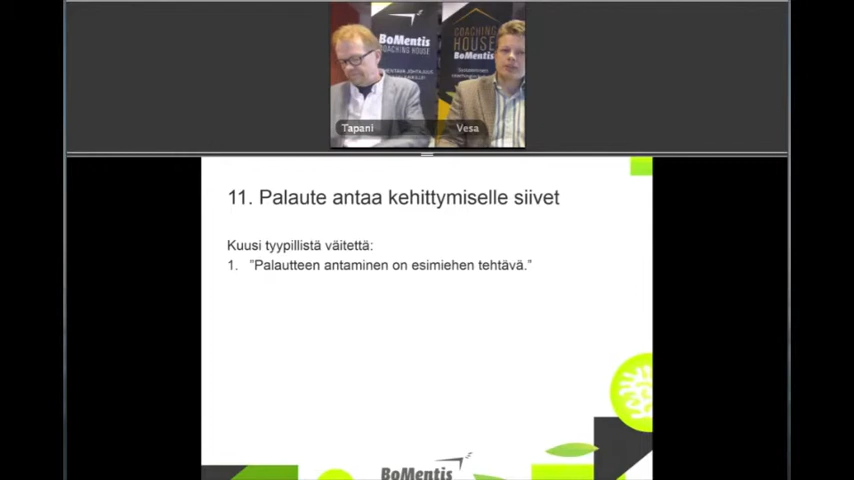 BoMentis
COACHING HOUSE
COACHING
HOUSE
BoMentis
Tapani
Vesa
11. Palaute antaa kehittymiselle siivet
Kuusi tyypillistä väitettä:
1. ”Palautteen antaminen on esimiehen tehtävä.”
BoMentis